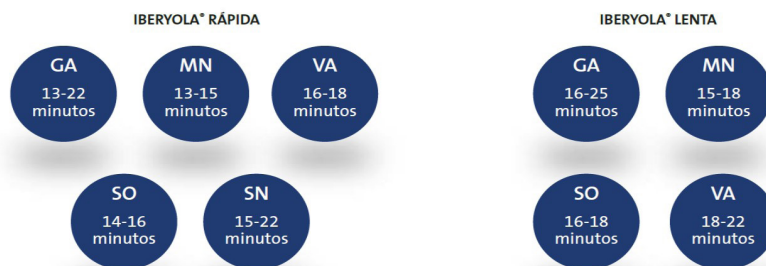 IBERYOLA® RÁPIDA
GA
13-22
minutos
MN
13-15
minutos
VA
16-18
minutos
SO
14-16
minutos
SN
15-22
minutos
IBERYOLA® LENTA
GA
16-25
minutos
MN
15-18
minutos
SO
16-18
minutos
VA
18-22
minutos